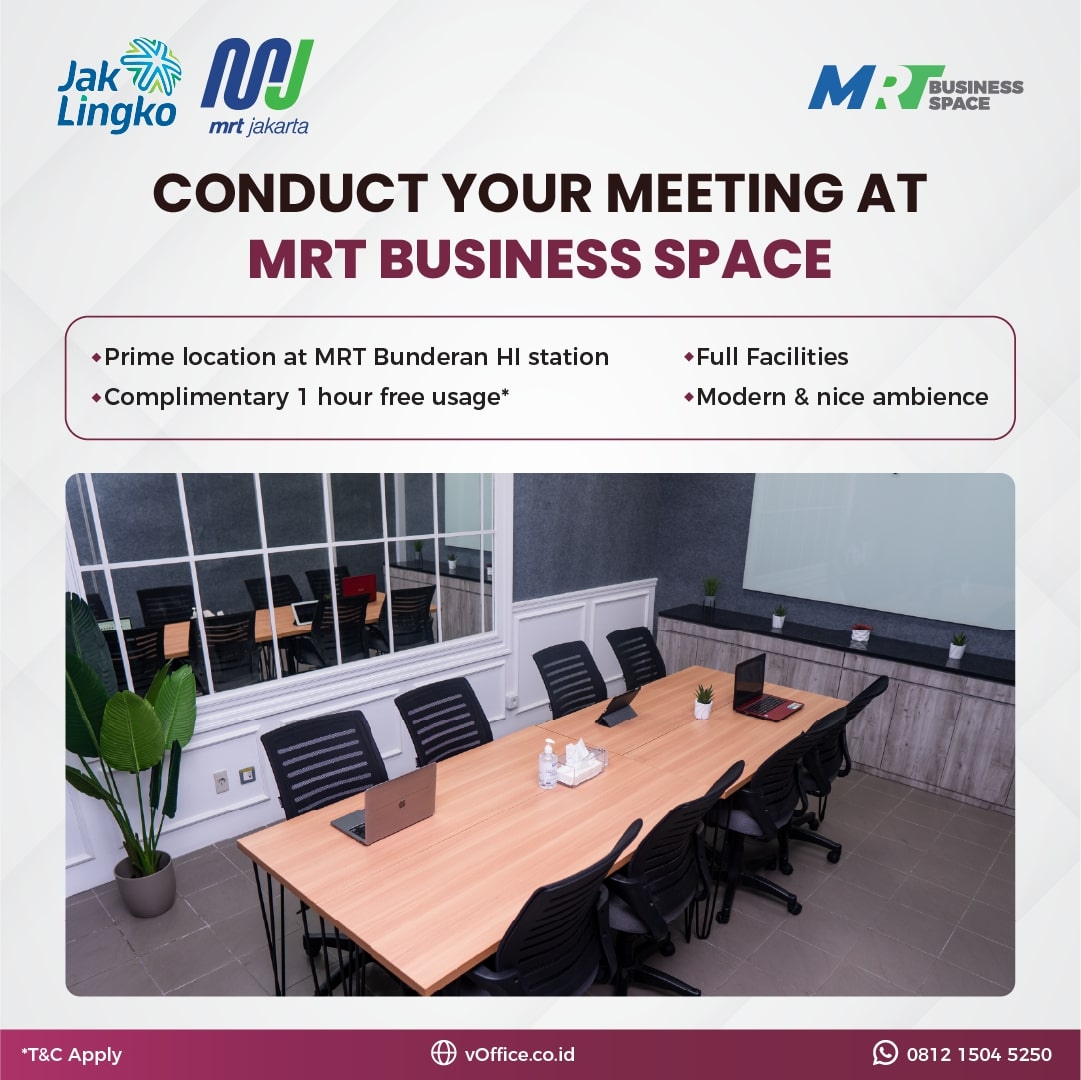 Jak
Lingko
mrt jakarta
MRT BUSINESS
SPACE
CONDUCT YOUR MEETING AT
MRT BUSINESS SPACE
Prime location at MRT Bunderan HI station
Complimentary 1 hour free usage*
Full Facilities
Modern & nice ambience
*T&C Apply
vOffice.co.id
0812 1504 5250